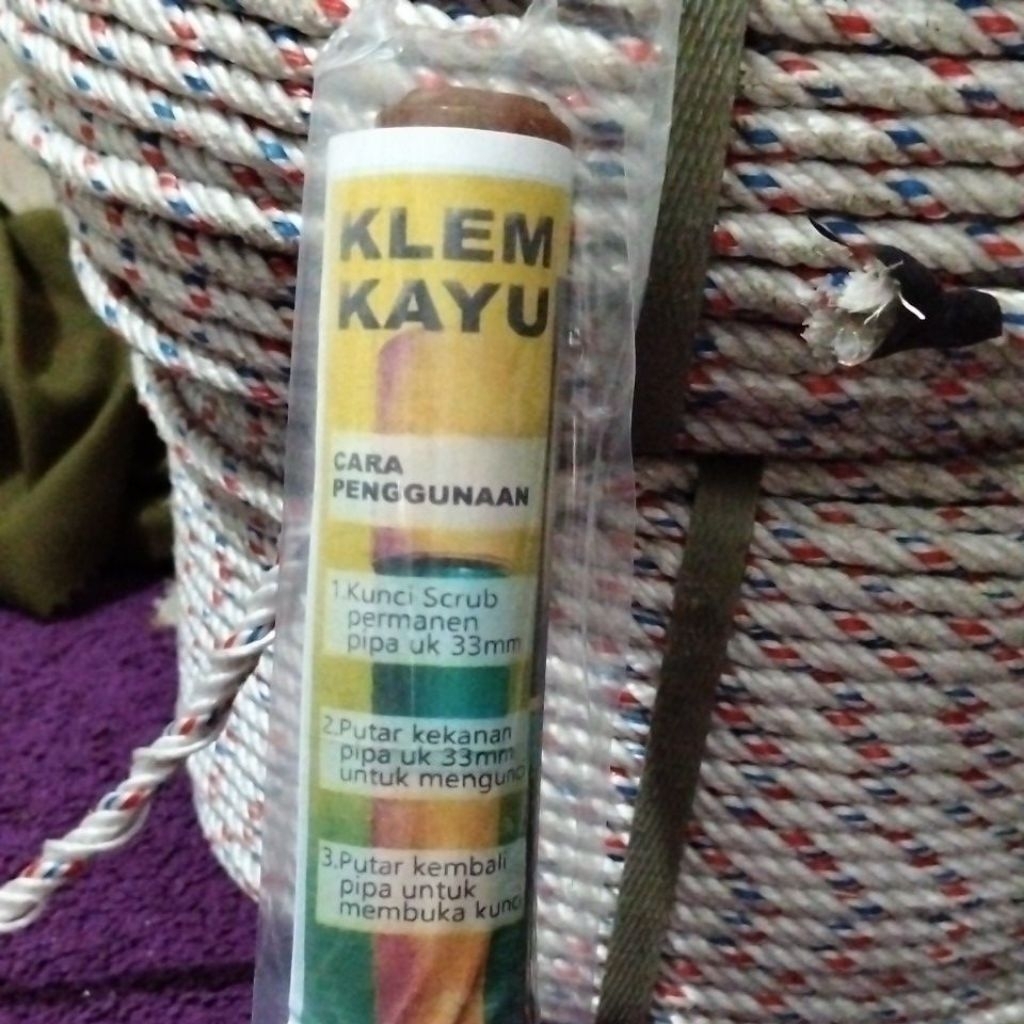 KLEM
KAYU
CARA
PENGGUNAAN
1.Kunci Scrub
permanen
pipa uk 33mm
2.Putar kekanan
pipa uk 33mm
untuk mengunci
3.Putar kembali
pipa untuk
membuka kunci